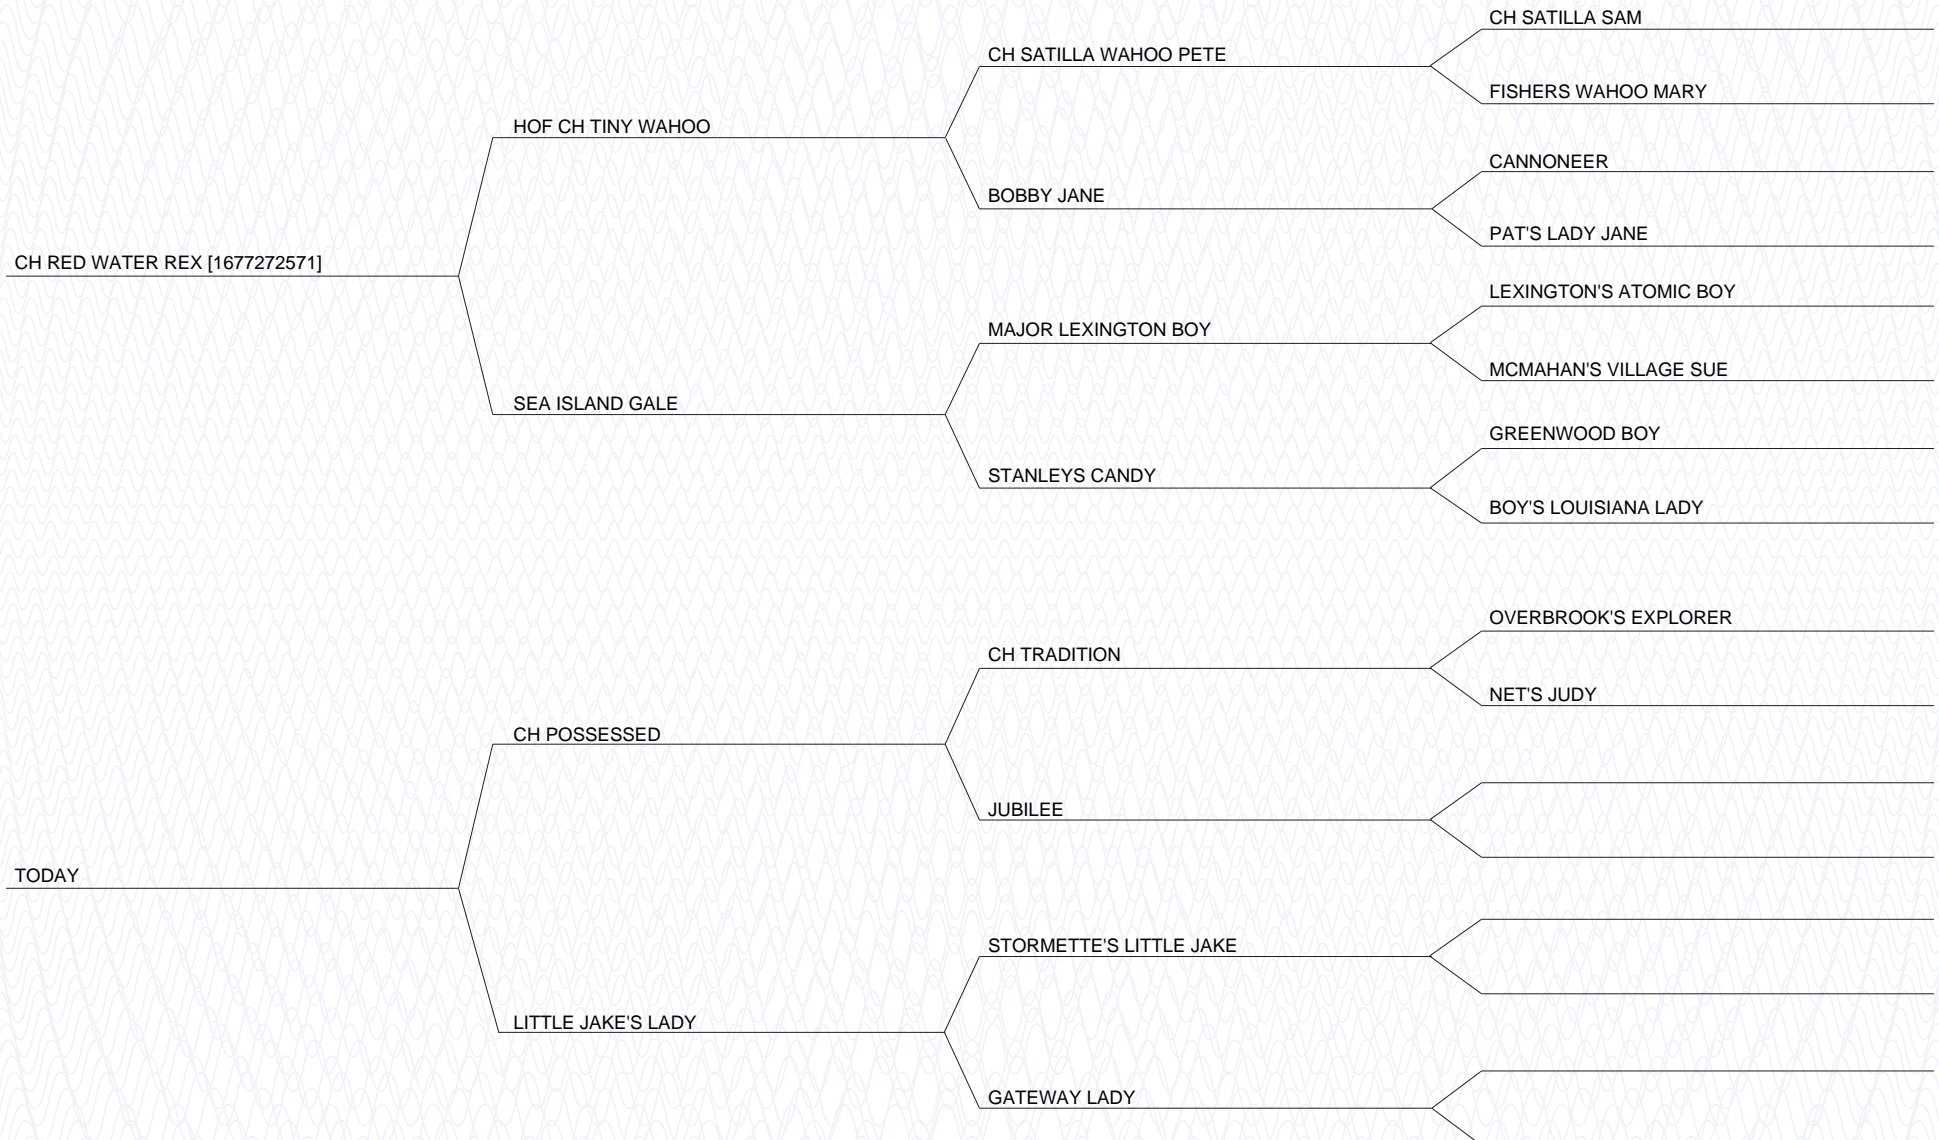 CH SATILLA SAM
CH SATILLA WAHOO PETE
FISHERS WAHOO MARY
HOF CH TINY WAHOO
CANNONEER
BOBBY JANE
PAT'S LADY JANE
CH RED WATER REX [1677272571]
LEXINGTON'S ATOMIC BOY
MAJOR LEXINGTON BOY
MCMAHAN'S VILLAGE SUE
SEA ISLAND GALE
GREENWOOD BOY
STANLEYS CANDY
BOY'S LOUISIANA LADY
OVERBROOK'S EXPLORER
CH TRADITION
NET'S JUDY
CH POSSESSED
JUBILEE
TODAY
STORMETTE'S LITTLE JAKE
LITTLE JAKE'S LADY
GATEWAY LADY